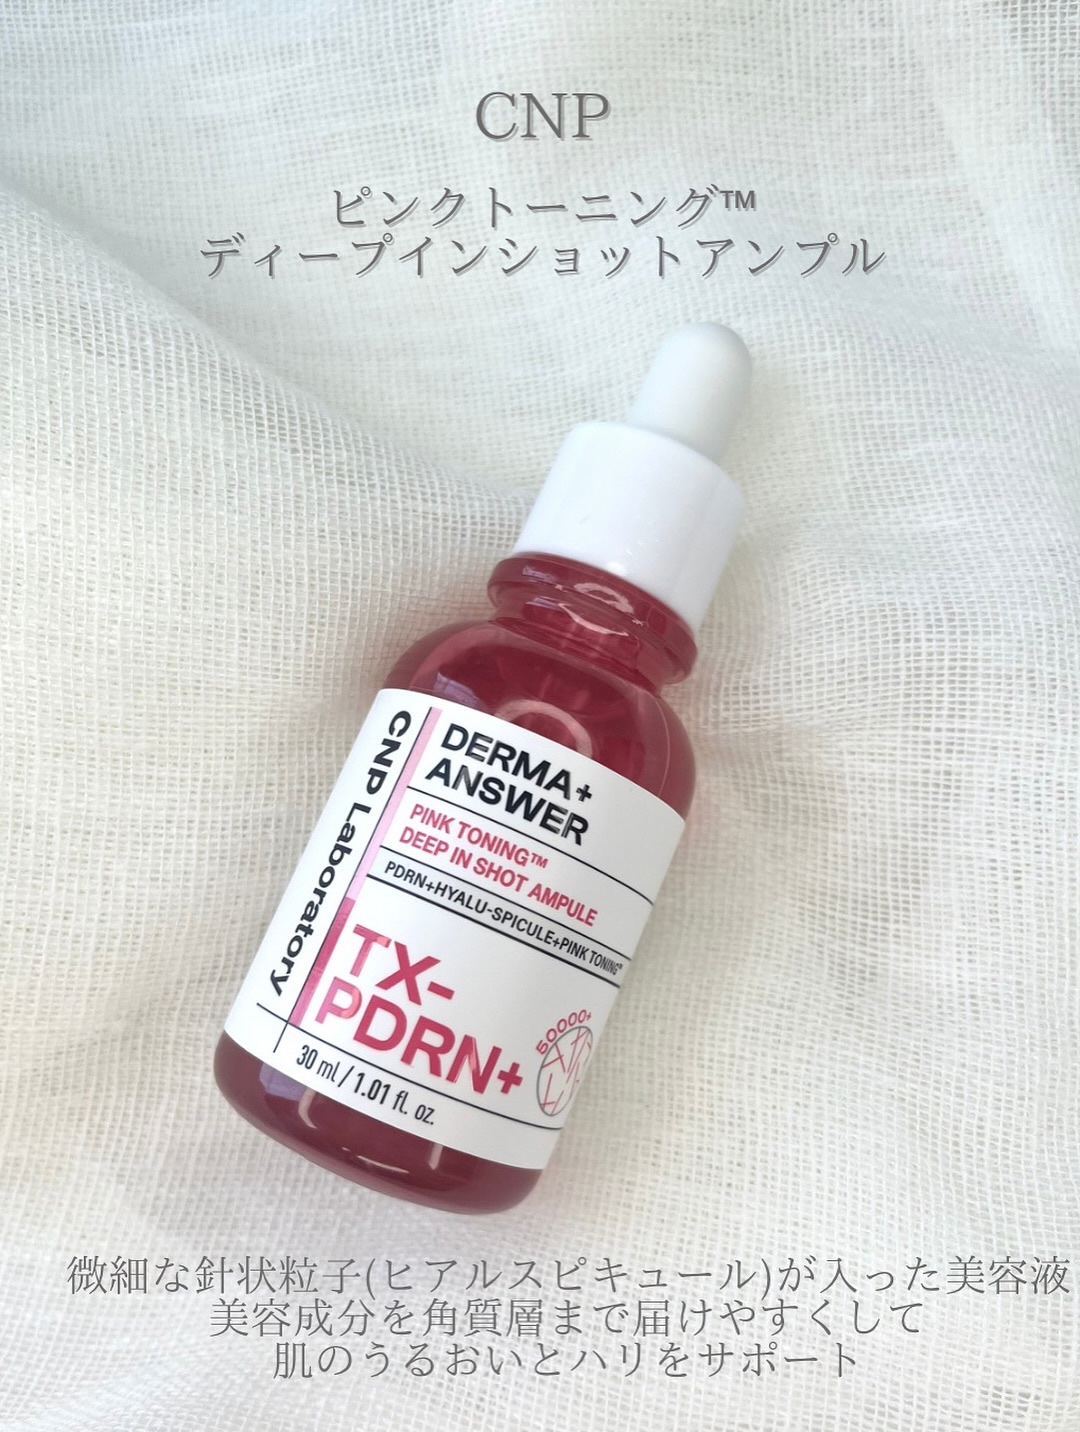 CNP
ピンクトーニング™
ディープインショットアンプル
CNP Laboratory
DERMA+
ANSWER
PINK TONING™
DEEP IN SHOT AMPULE
PDRN+HYALU-SPICULE+PINK TONING™
TX-
PDRN+
50000+
30 ml / 1.01 fl. oz.
微細な針状粒子(ヒアルスピキュール)が入った美容液
美容成分を角質層まで届けやすくして
肌のうるおいとハリをサポート